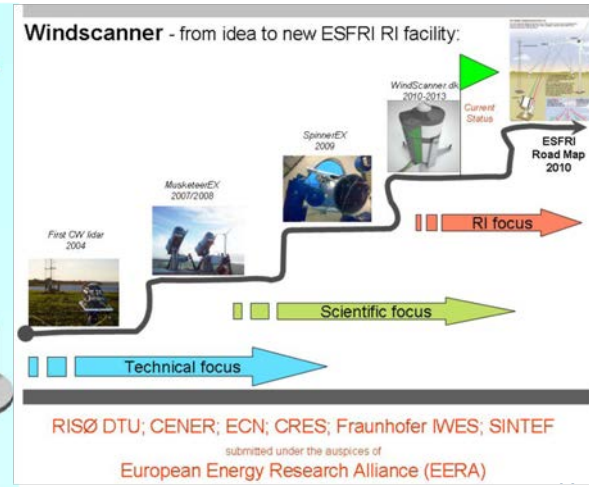 Windscanner - from idea to new ESFRI RI facility:
WindScanner.dk
2010-2013
Current
Status
SpinnerEX
2009
ESFRI
Road Map
2010
MusketeerEX
2007/2008
First CW lidar
2004
RI focus
Scientific focus
Technical focus
RISØ DTU; CENER; ECN; CRES; Fraunhofer IWES; SINTEF
submitted under the auspices of
European Energy Research Alliance (EERA)